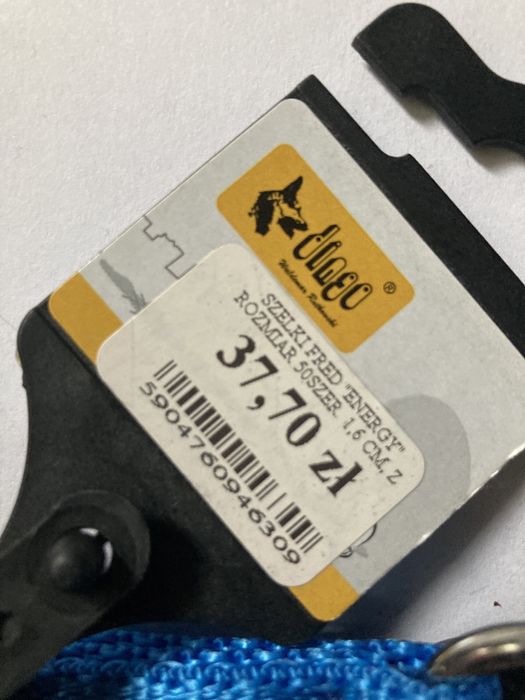 dingo ®
Waldemar Rutkowski
SZELKI FRED "ENERGY"
ROZMIAR 50SZER. 1,6 CM, Z
37,70 zł
5904760946309